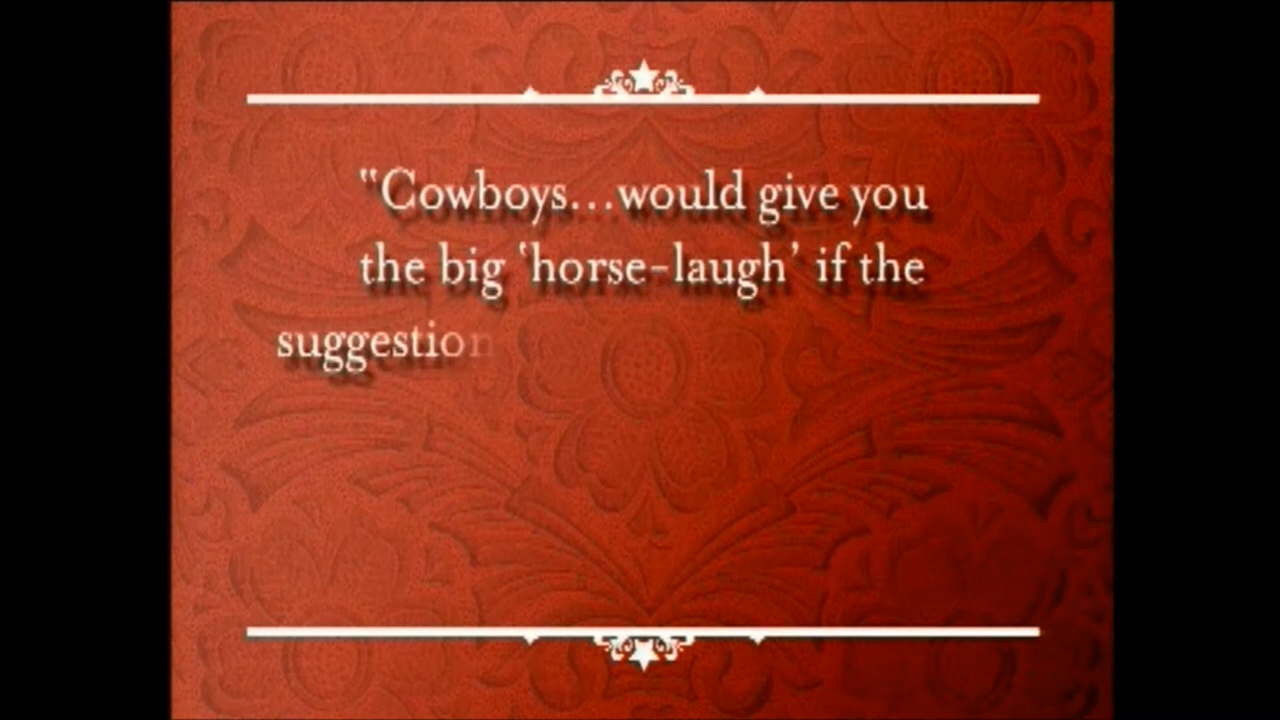 “Cowboys...would give you
the big ‘horse-laugh’ if the
suggestion